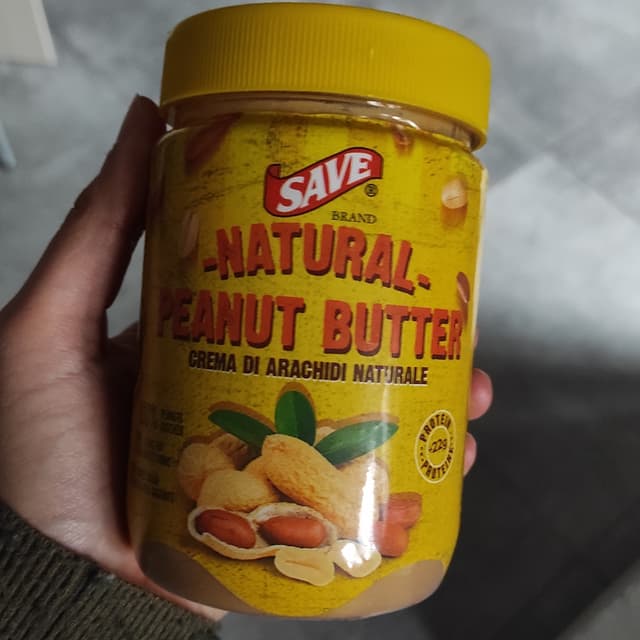 SAVE®
BRAND
-NATURAL-
PEANUT BUTTER
CREMA DI ARACHIDI NATURALE
PROTEIN
22g
PROTEINE